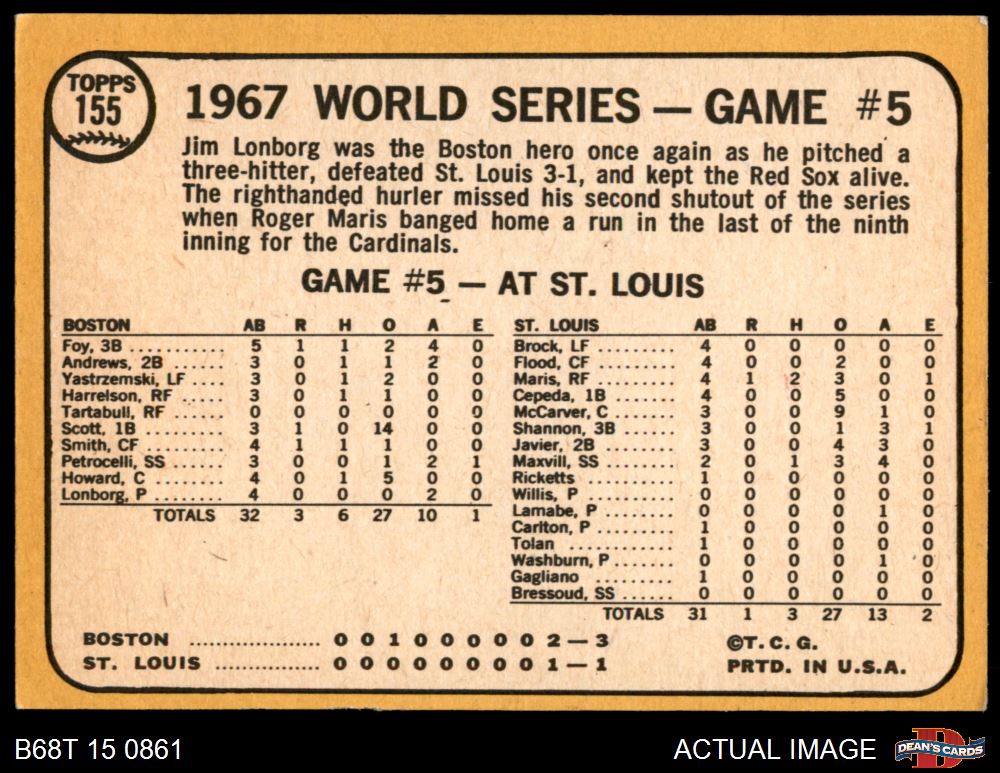 TOPPS
155
1967 WORLD SERIES — GAME #5
Jim Lonborg was the Boston hero once again as he pitched a
three-hitter, defeated St. Louis 3-1, and kept the Red Sox alive.
The righthanded hurler missed his second shutout of the series
when Roger Maris banged home a run in the last of the ninth
inning for the Cardinals.
GAME #5 — AT ST. LOUIS
BOSTON AB R H O A E
Foy, 3B ........... 5 1 1 2 4 0
Andrews, 2B ....... 3 0 1 1 2 0
Yastrzemski, LF .... 3 0 1 2 0 0
Harrelson, RF ..... 3 0 1 1 0 0
Tartabull, RF ...... 0 0 0 0 0 0
Scott, 1B ......... 3 1 0 14 0 0
Smith, CF ......... 4 1 1 1 0 0
Petrocelli, SS ...... 3 0 0 1 2 1
Howard, C ........ 4 0 1 5 0 0
Lonborg, P ........ 4 0 0 0 2 0
TOTALS 32 3 6 27 10 1
ST. LOUIS AB R H O A E
Brock, LF ......... 4 0 0 0 0 0
Flood, CF ......... 4 0 0 2 0 0
Maris, RF ......... 4 1 2 3 0 1
Cepeda, 1B ........ 4 0 0 5 0 0
McCarver, C ....... 3 0 0 9 1 0
Shannon, 3B ...... 3 0 0 1 3 1
Javier, 2B ......... 3 0 0 4 3 0
Maxvill, SS ........ 2 0 1 3 4 0
Ricketts .......... 1 0 0 0 0 0
Willis, P .......... 0 0 0 0 0 0
Lamabe, P ........ 0 0 0 0 1 0
Carlton, P ........ 1 0 0 0 0 0
Tolan ............ 1 0 0 0 0 0
Washburn, P ....... 0 0 0 0 1 0
Gagliano ......... 1 0 0 0 0 0
Bressoud, SS ...... 0 0 0 0 0 0
TOTALS 31 1 3 27 13 2
BOSTON .................... 0 0 1 0 0 0 0 0 2 — 3
ST. LOUIS ................ 0 0 0 0 0 0 0 0 1 — 1
©T. C. G.
PRTD. IN U.S.A.
B68T 15 0861
ACTUAL IMAGE
DEAN'S CARDS